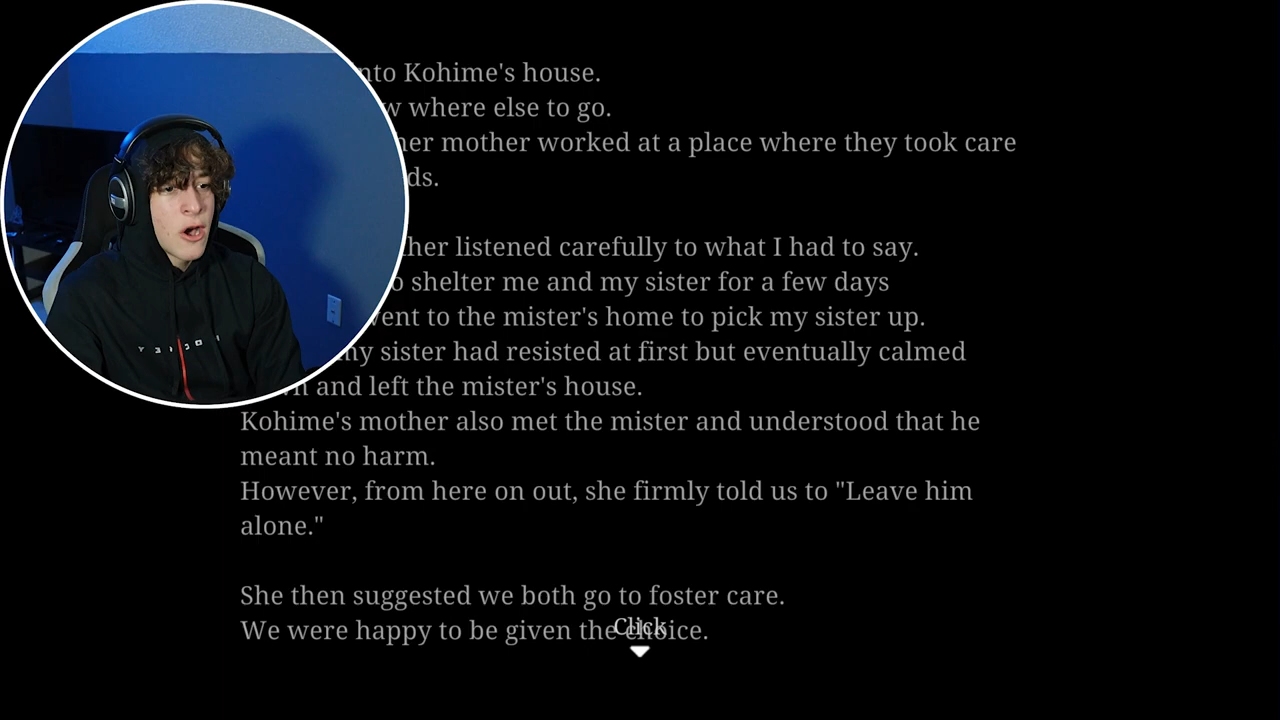 nto Kohime's house.
w where else to go.
her mother worked at a place where they took care
ds.
her listened carefully to what I had to say.
o shelter me and my sister for a few days
went to the mister's home to pick my sister up.
my sister had resisted at first but eventually calmed
n and left the mister's house.
Kohime's mother also met the mister and understood that he
meant no harm.
However, from here on out, she firmly told us to "Leave him
alone."
She then suggested we both go to foster care.
We were happy to be given the choice.
Click